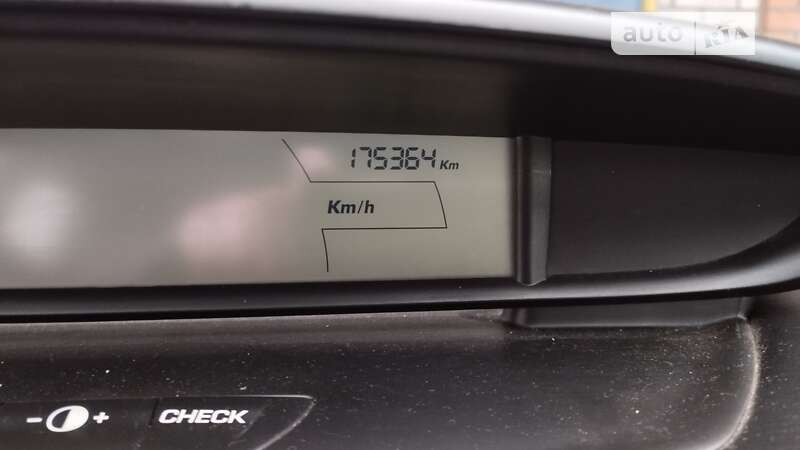 auto RIA
175364 Km
Km/h
- +
CHECK